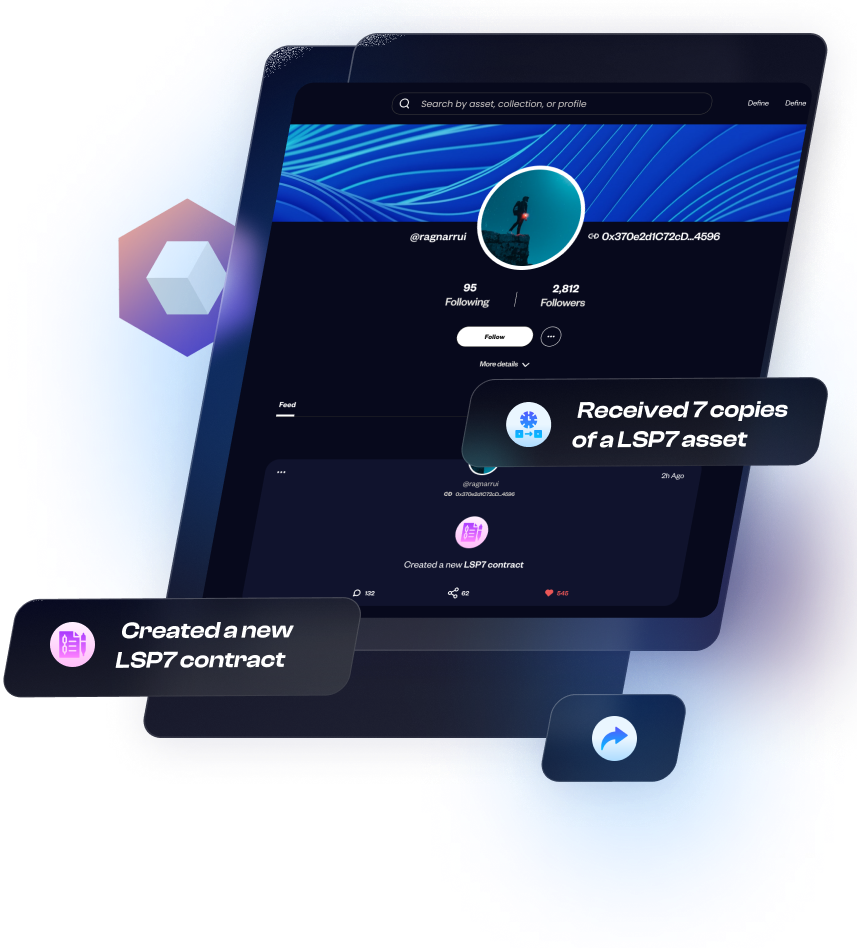 Search by asset, collection, or profile
Define
Define
@ragnarrui
0x370e2d1C72cD...4596
95
Following
2,812
Followers
Follow
More details
Feed
Received 7 copies
of a LSP7 asset
2h Ago
@ragnarrui
0x370e2d1C72cD...4596
Created a new LSP7 contract
132
62
545
Created a new
LSP7 contract